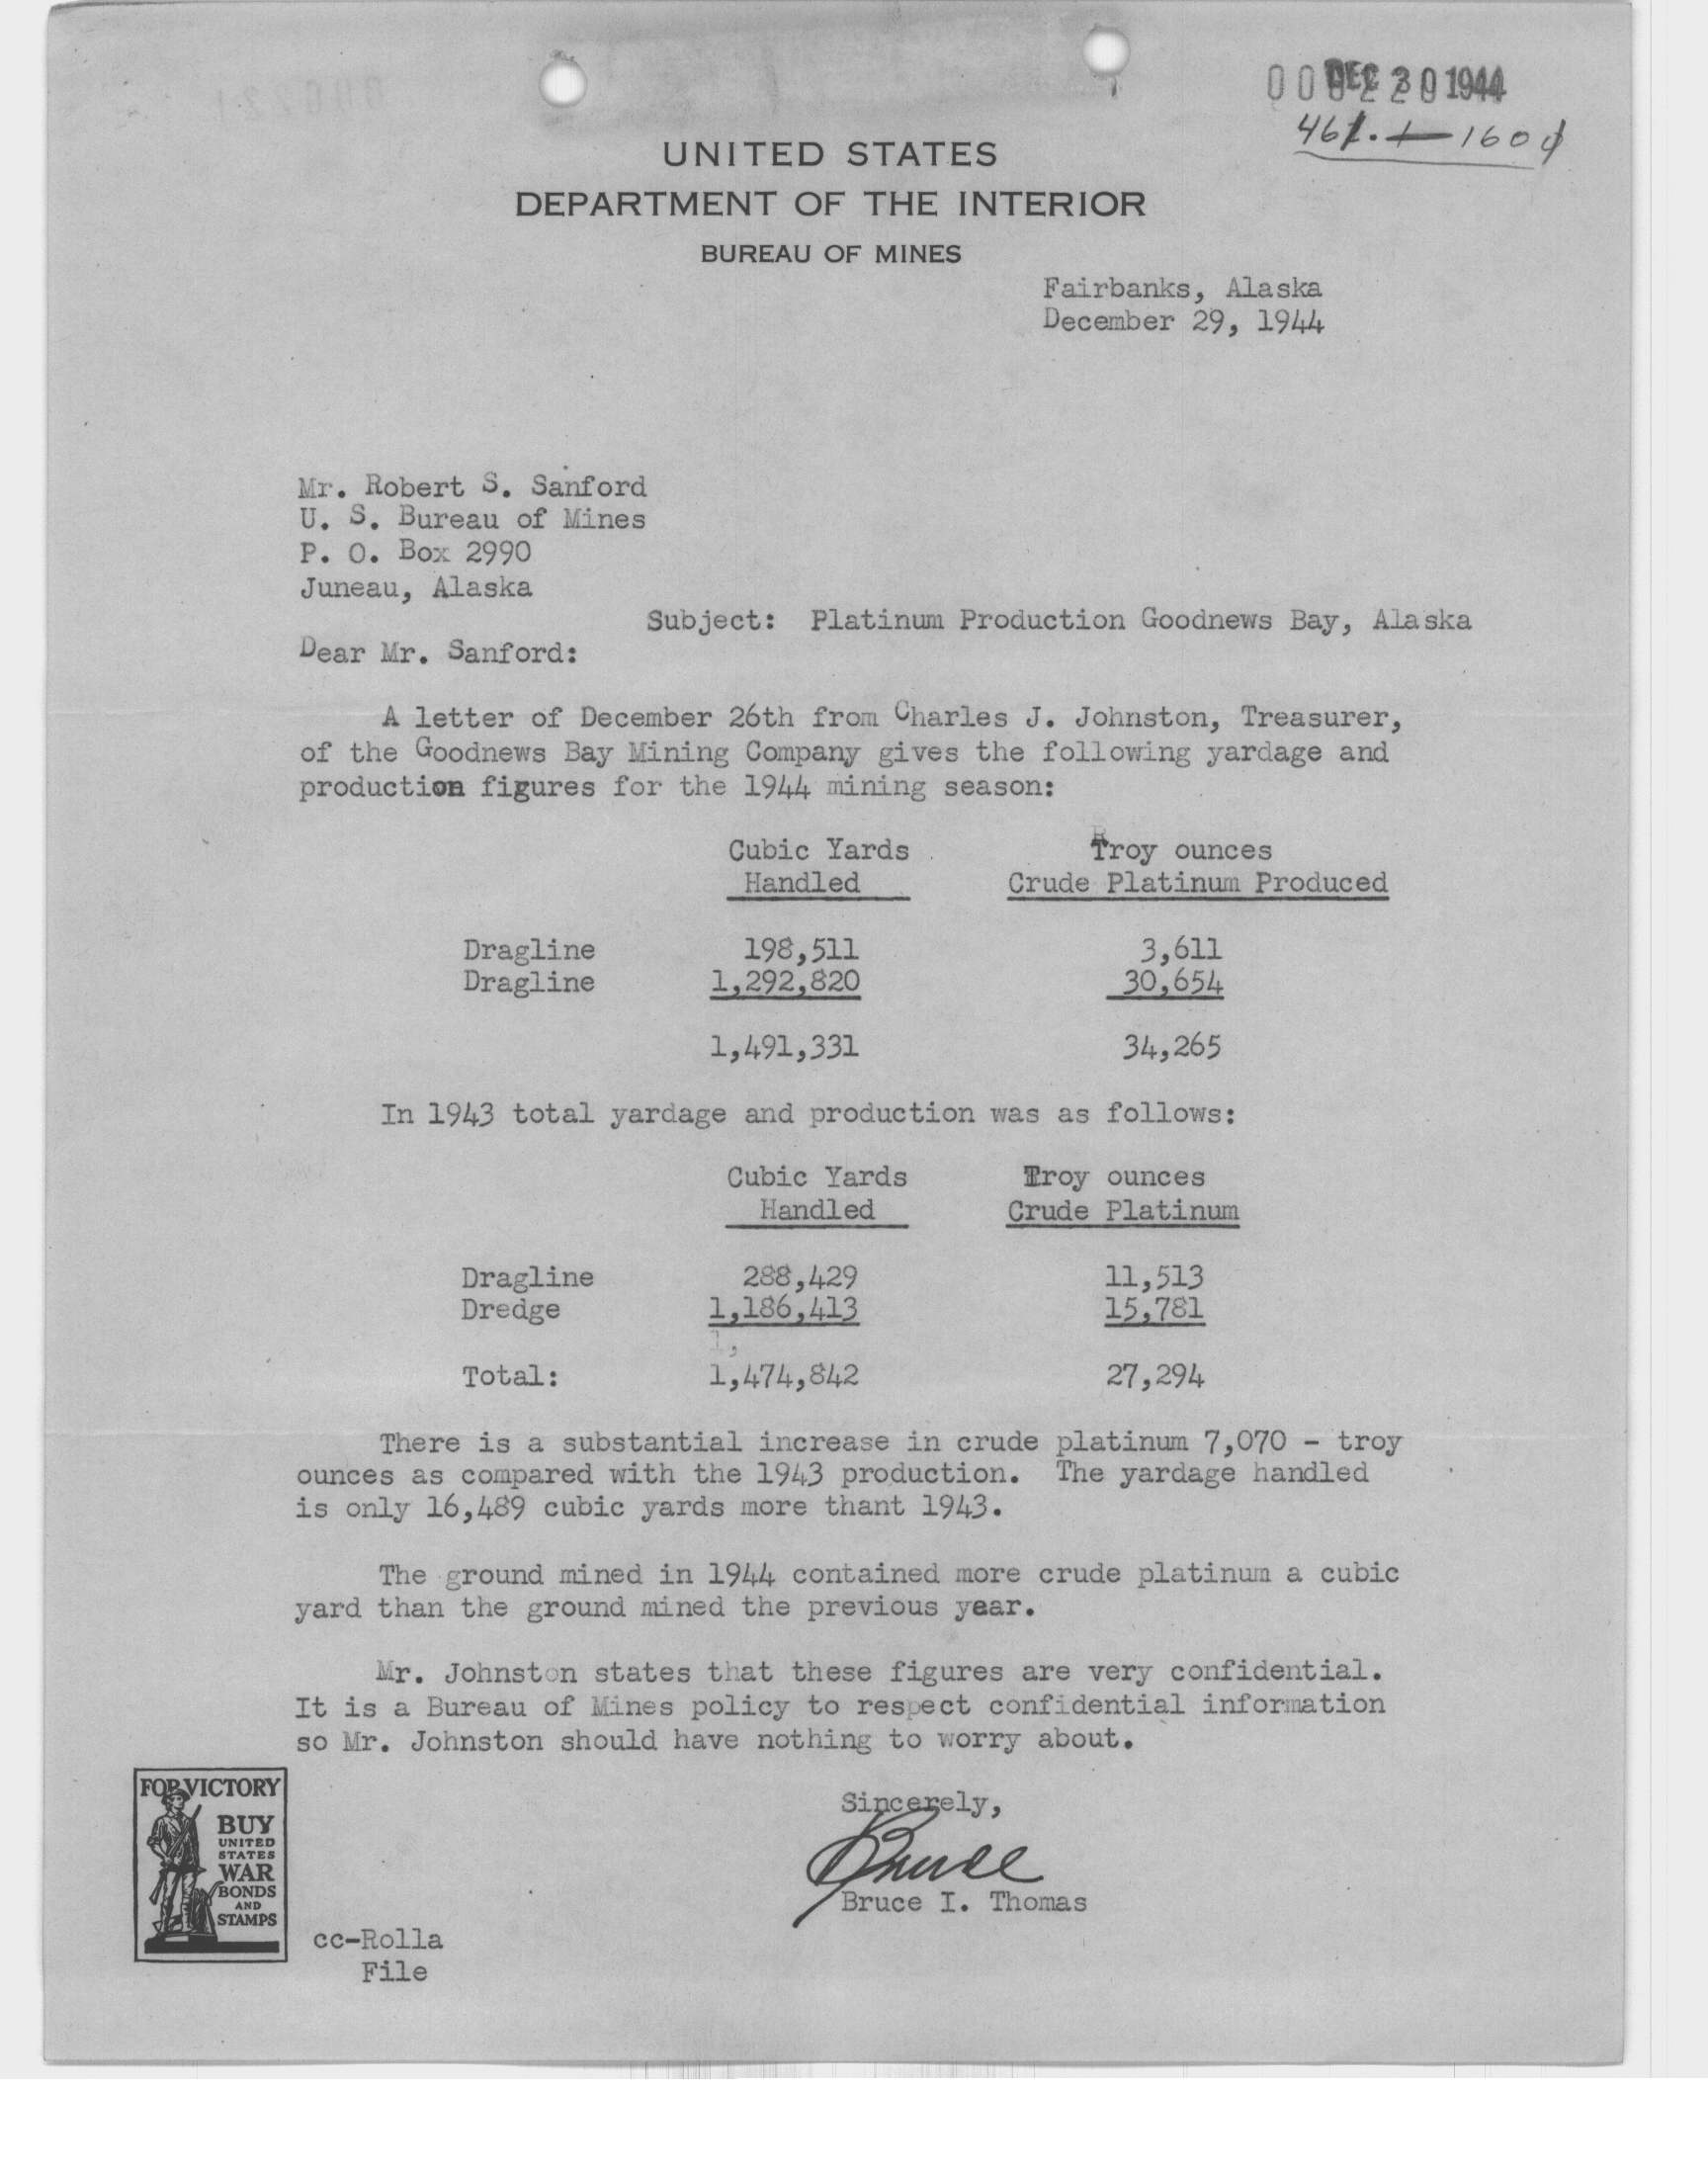 DEC 30 1944
UNITED STATES
DEPARTMENT OF THE INTERIOR
BUREAU OF MINES
Fairbanks, Alaska
December 29, 1944
Mr. Robert S. Sanford
U. S. Bureau of Mines
P. O. Box 2990
Juneau, Alaska
Subject: Platinum Production Goodnews Bay, Alaska
Dear Mr. Sanford:
A letter of December 26th from Charles J. Johnston, Treasurer,
of the Goodnews Bay Mining Company gives the following yardage and
production figures for the 1944 mining season:
Cubic Yards Troy ounces
Handled Crude Platinum Produced
Dragline 198,511 3,611
Dragline 1,292,820 30,654
1,491,331 34,265
In 1943 total yardage and production was as follows:
Cubic Yards Troy ounces
Handled Crude Platinum
Dragline 288,429 11,513
Dredge 1,186,413 15,781
1,
Total: 1,474,842 27,294
There is a substantial increase in crude platinum 7,070 - troy
ounces as compared with the 1943 production. The yardage handled
is only 16,489 cubic yards more thant 1943.
The ground mined in 1944 contained more crude platinum a cubic
yard than the ground mined the previous year.
Mr. Johnston states that these figures are very confidential.
It is a Bureau of Mines policy to respect confidential information
so Mr. Johnston should have nothing to worry about.
Sincerely,
Bruce
Bruce I. Thomas
FOR VICTORY
BUY
UNITED
STATES
WAR
BONDS
AND
STAMPS
cc-Rolla
File